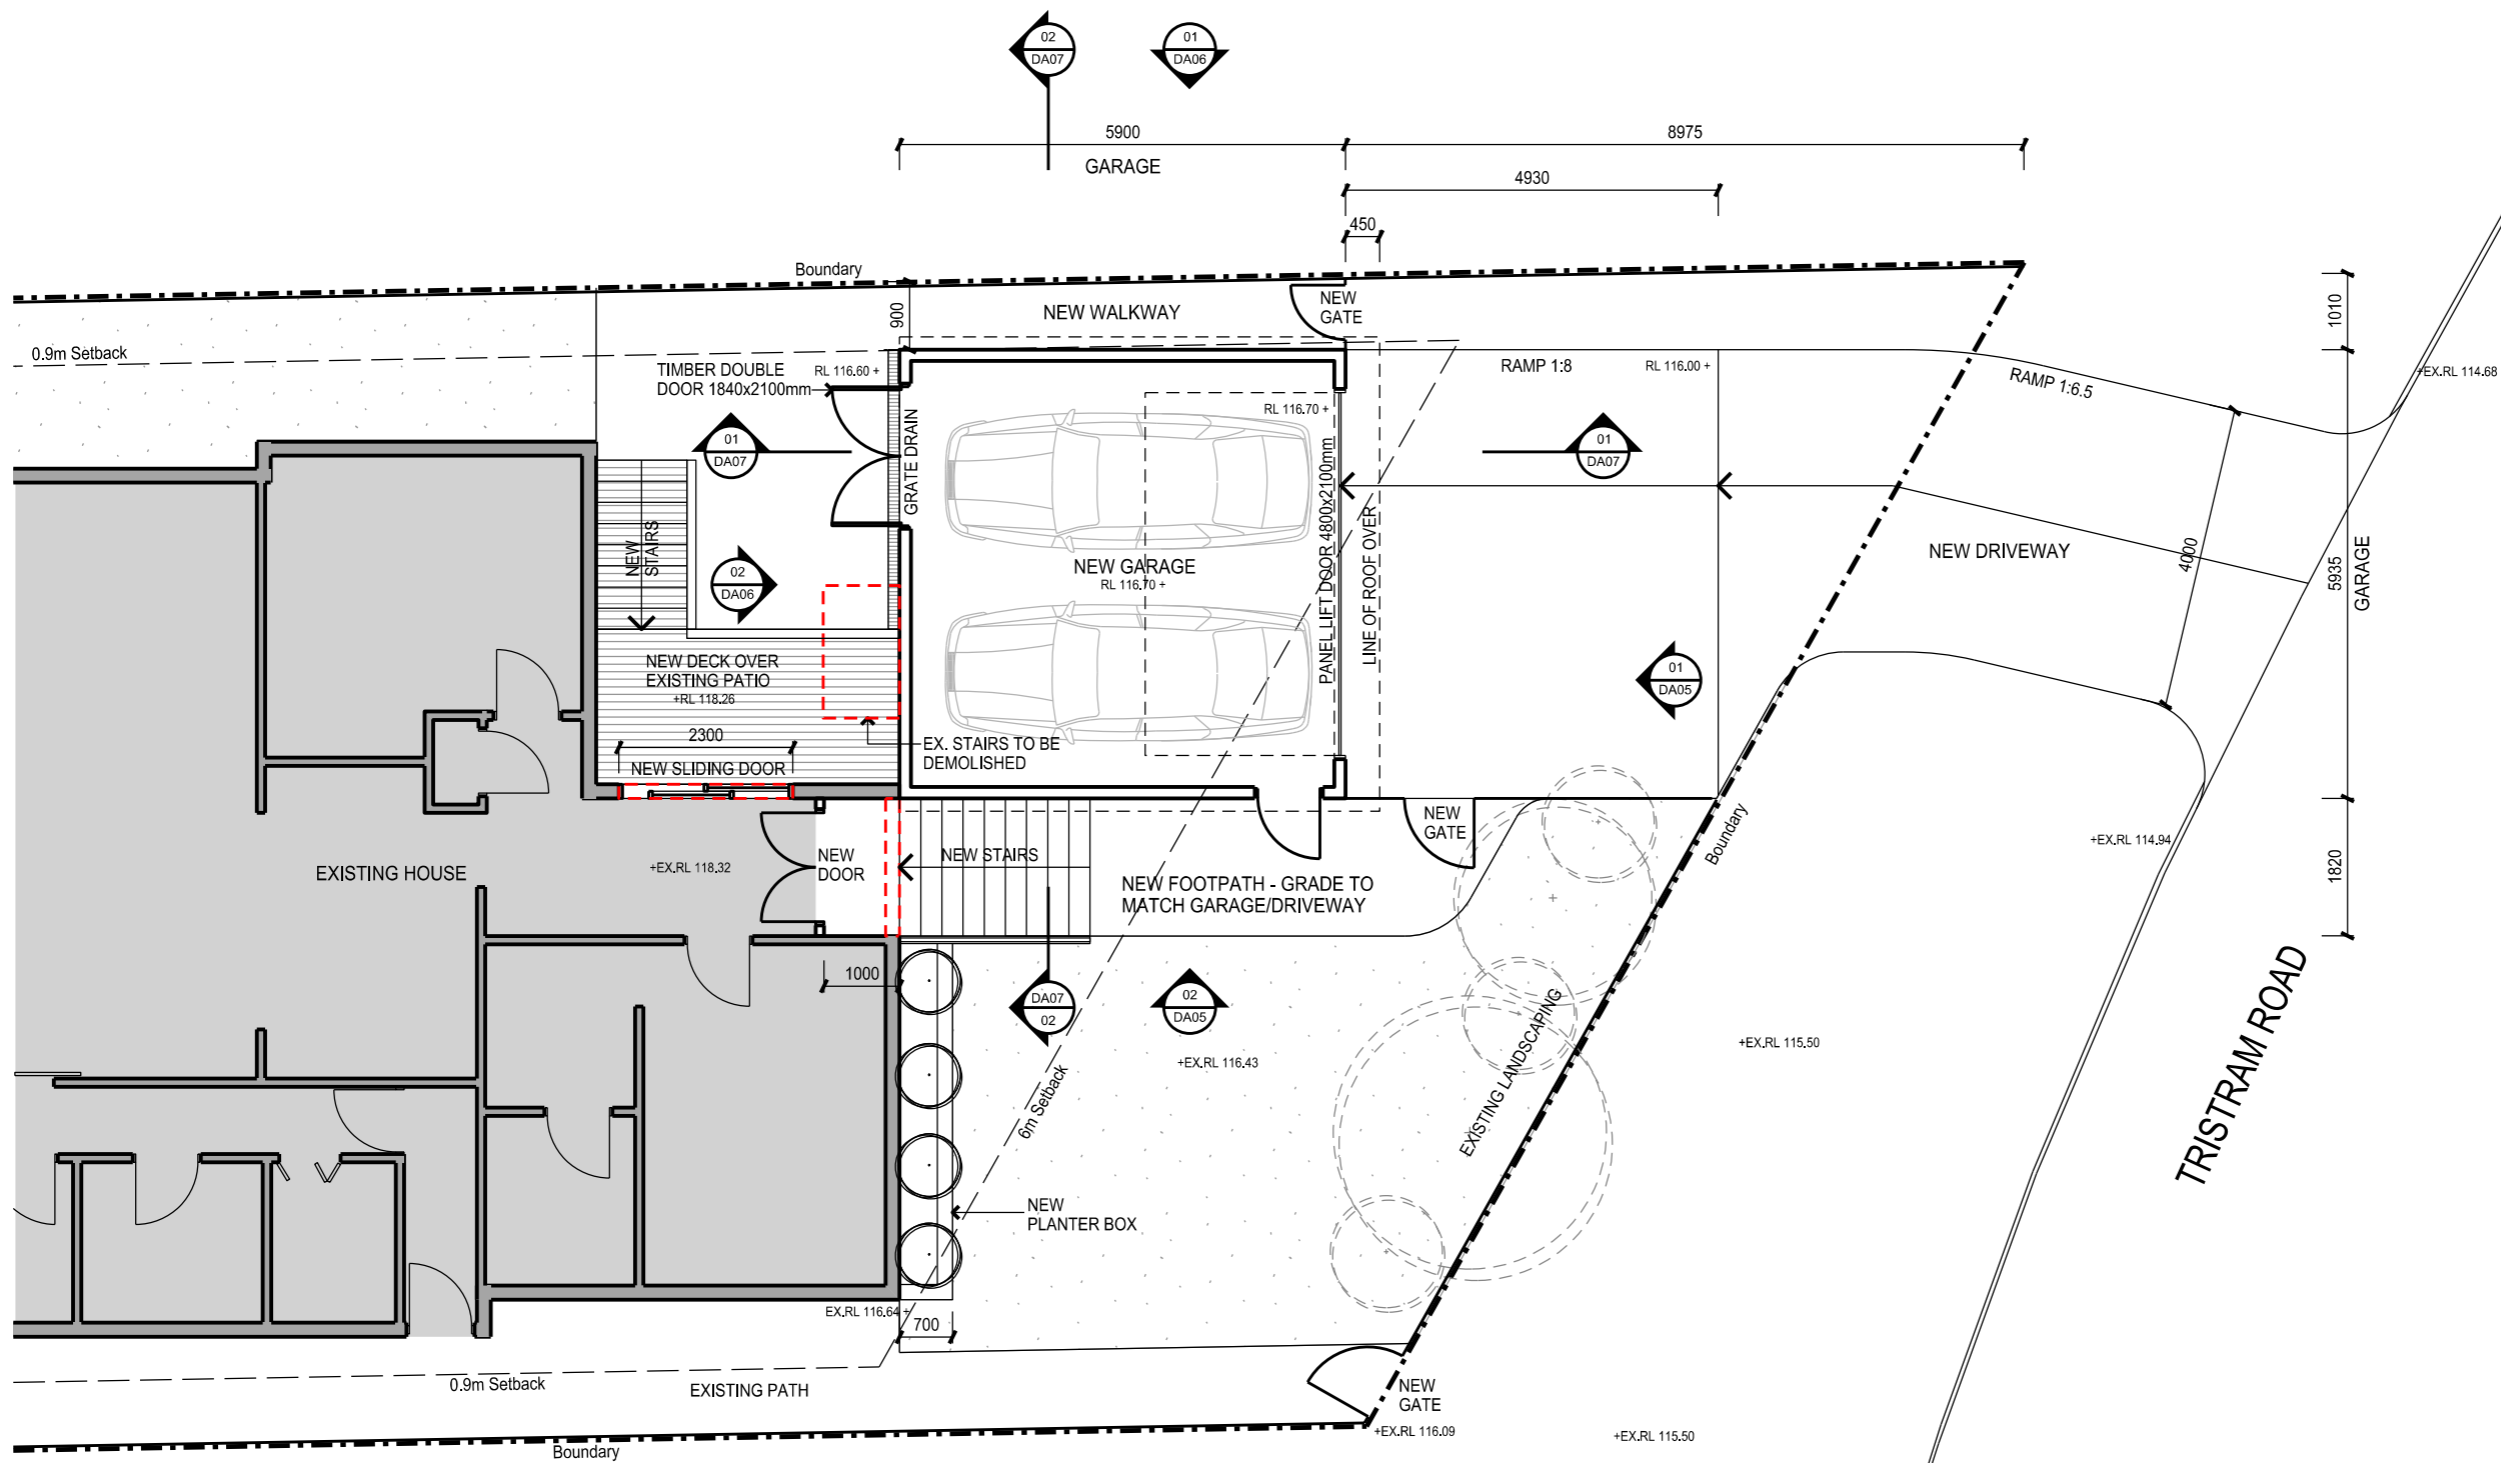 02
DA07
01
DA06
5900
8975
GARAGE
4930
450
Boundary
NEW WALKWAY
NEW
GATE
900
1010
0.9m Setback
TIMBER DOUBLE
DOOR 1840x2100mm
RL 116.60 +
RAMP 1:8
RL 116.00 +
RAMP 1:6.5
+EX.RL 114.68
RL 116.70 +
01
DA07
GRATE DRAIN
PANEL LIFT DOOR 4800x2100mm
LINE OF ROOF OVER
01
DA07
NEW
STAIRS
02
DA06
NEW GARAGE
RL 116.70 +
NEW DRIVEWAY
4000
5935
GARAGE
NEW DECK OVER
EXISTING PATIO
+RL 118.26
01
DA05
2300
EX. STAIRS TO BE
DEMOLISHED
NEW SLIDING DOOR
NEW
GATE
Boundary
+EX.RL 114.94
1820
EXISTING HOUSE
+EX.RL 118.32
NEW
DOOR
NEW STAIRS
NEW FOOTPATH - GRADE TO
MATCH GARAGE/DRIVEWAY
1000
DA07
02
02
DA05
EXISTING LANDSCAPING
+EX.RL 116.43
+EX.RL 115.50
TRISTRAM ROAD
6m Setback
NEW
PLANTER BOX
EX.RL 116.64 +
700
0.9m Setback
EXISTING PATH
NEW
GATE
+EX.RL 116.09
+EX.RL 115.50
Boundary